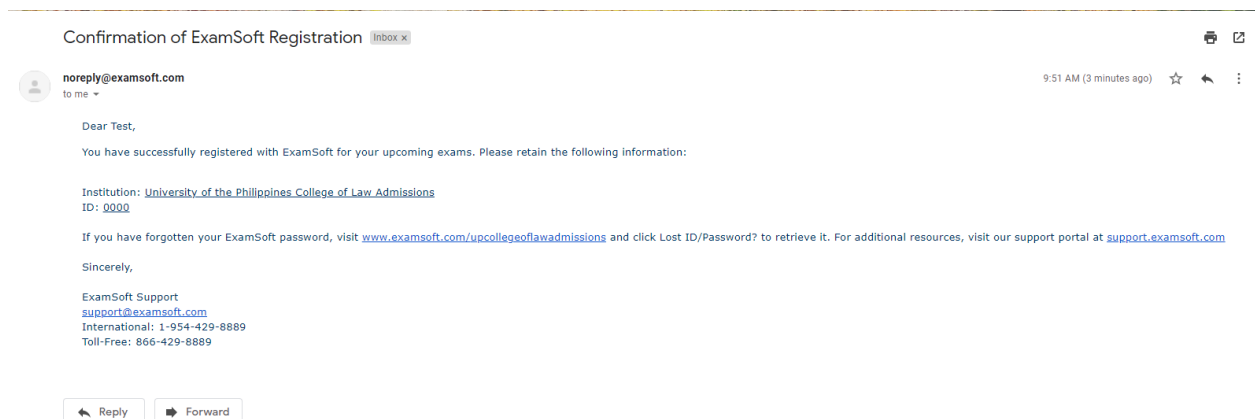 Confirmation of ExamSoft Registration Inbox x
noreply@examsoft.com 9:51 AM (3 minutes ago)
to me
Dear Test,
You have successfully registered with ExamSoft for your upcoming exams. Please retain the following information:
Institution: University of the Philippines College of Law Admissions
ID: 0000
If you have forgotten your ExamSoft password, visit www.examsoft.com/upcollegeoflawadmissions and click Lost ID/Password? to retrieve it. For additional resources, visit our support portal at support.examsoft.com
Sincerely,
ExamSoft Support
support@examsoft.com
International: 1-954-429-8889
Toll-Free: 866-429-8889
Reply Forward